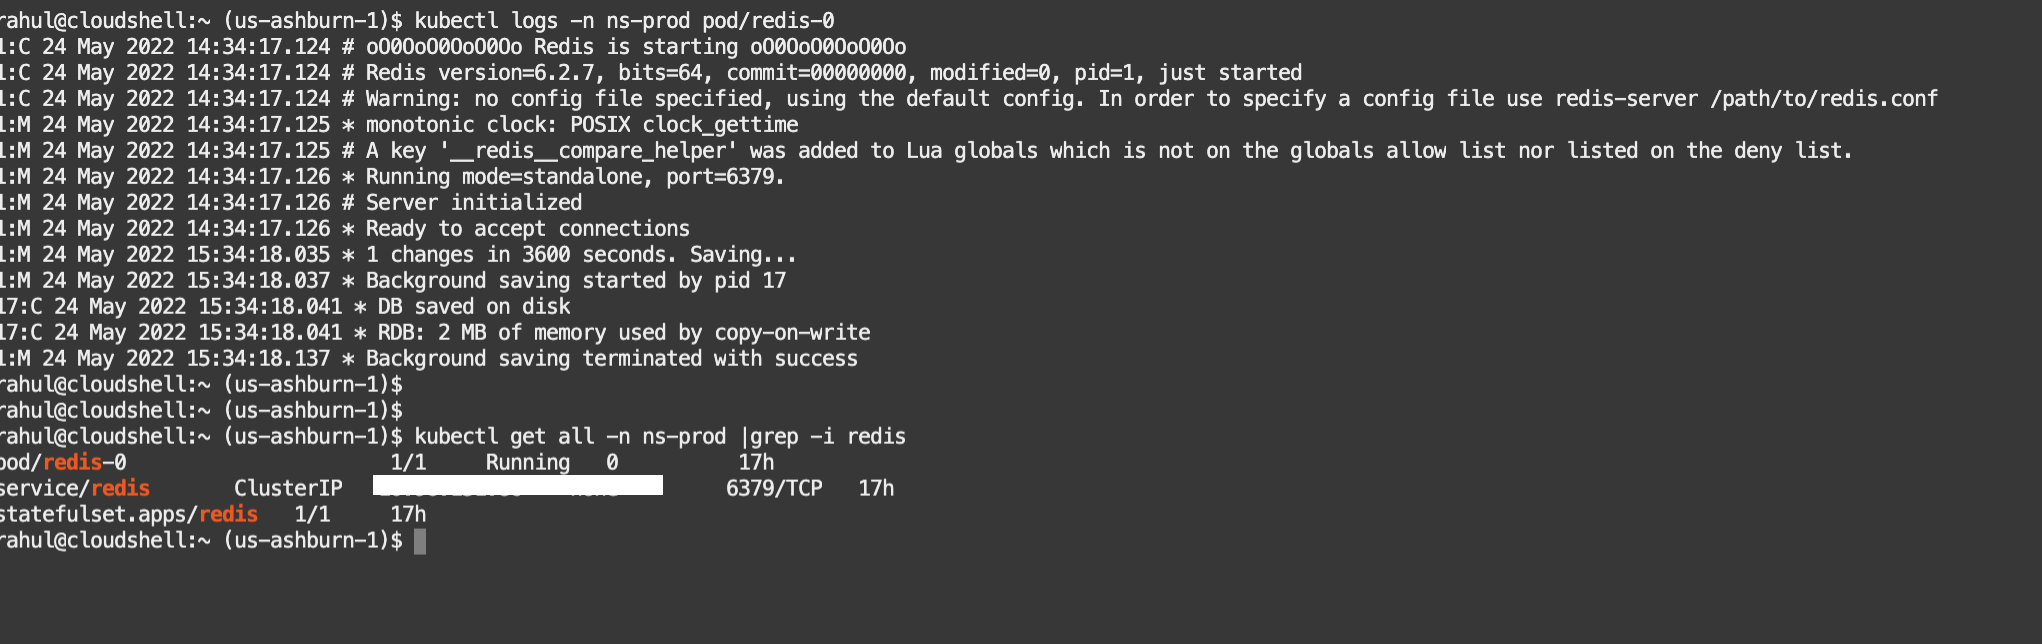 rahul@cloudshell:~ (us-ashburn-1)$ kubectl logs -n ns-prod pod/redis-0
1:C 24 May 2022 14:34:17.124 # oO0OoO0OoO0Oo Redis is starting oO0OoO0OoO0Oo
1:C 24 May 2022 14:34:17.124 # Redis version=6.2.7, bits=64, commit=00000000, modified=0, pid=1, just started
1:C 24 May 2022 14:34:17.124 # Warning: no config file specified, using the default config. In order to specify a config file use redis-server /path/to/redis.conf
1:M 24 May 2022 14:34:17.125 * monotonic clock: POSIX clock_gettime
1:M 24 May 2022 14:34:17.125 # A key '__redis__compare_helper' was added to Lua globals which is not on the globals allow list nor listed on the deny list.
1:M 24 May 2022 14:34:17.126 * Running mode=standalone, port=6379.
1:M 24 May 2022 14:34:17.126 # Server initialized
1:M 24 May 2022 14:34:17.126 * Ready to accept connections
1:M 24 May 2022 15:34:18.035 * 1 changes in 3600 seconds. Saving...
1:M 24 May 2022 15:34:18.037 * Background saving started by pid 17
17:C 24 May 2022 15:34:18.041 * DB saved on disk
17:C 24 May 2022 15:34:18.041 * RDB: 2 MB of memory used by copy-on-write
1:M 24 May 2022 15:34:18.137 * Background saving terminated with success
rahul@cloudshell:~ (us-ashburn-1)$
rahul@cloudshell:~ (us-ashburn-1)$
rahul@cloudshell:~ (us-ashburn-1)$ kubectl get all -n ns-prod |grep -i redis
pod/redis-0 1/1 Running 0 17h
service/redis ClusterIP 6379/TCP 17h
statefulset.apps/redis 1/1 17h
rahul@cloudshell:~ (us-ashburn-1)$